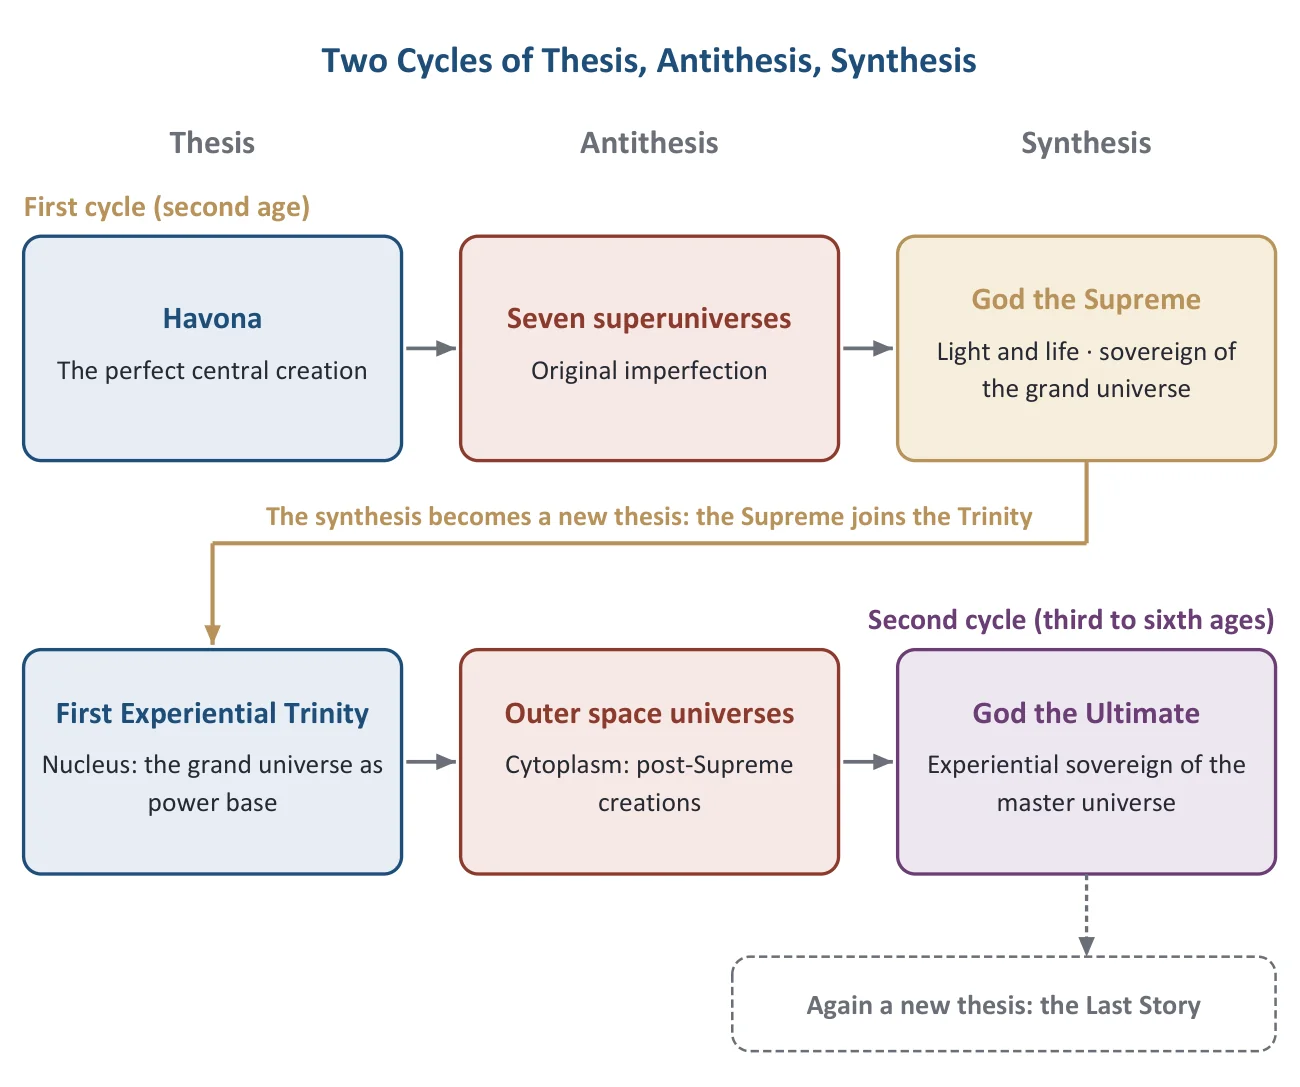 Two Cycles of Thesis, Antithesis, Synthesis
Thesis
Antithesis
Synthesis
First cycle (second age)
Havona
The perfect central creation
Seven superuniverses
Original imperfection
God the Supreme
Light and life · sovereign of
the grand universe
The synthesis becomes a new thesis: the Supreme joins the Trinity
Second cycle (third to sixth ages)
First Experiential Trinity
Nucleus: the grand universe as
power base
Outer space universes
Cytoplasm: post-Supreme
creations
God the Ultimate
Experiential sovereign of the
master universe
Again a new thesis: the Last Story